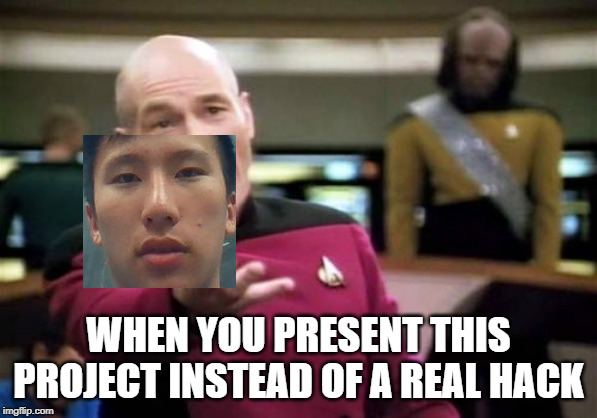 WHEN YOU PRESENT THIS
PROJECT INSTEAD OF A REAL HACK
imgflip.com